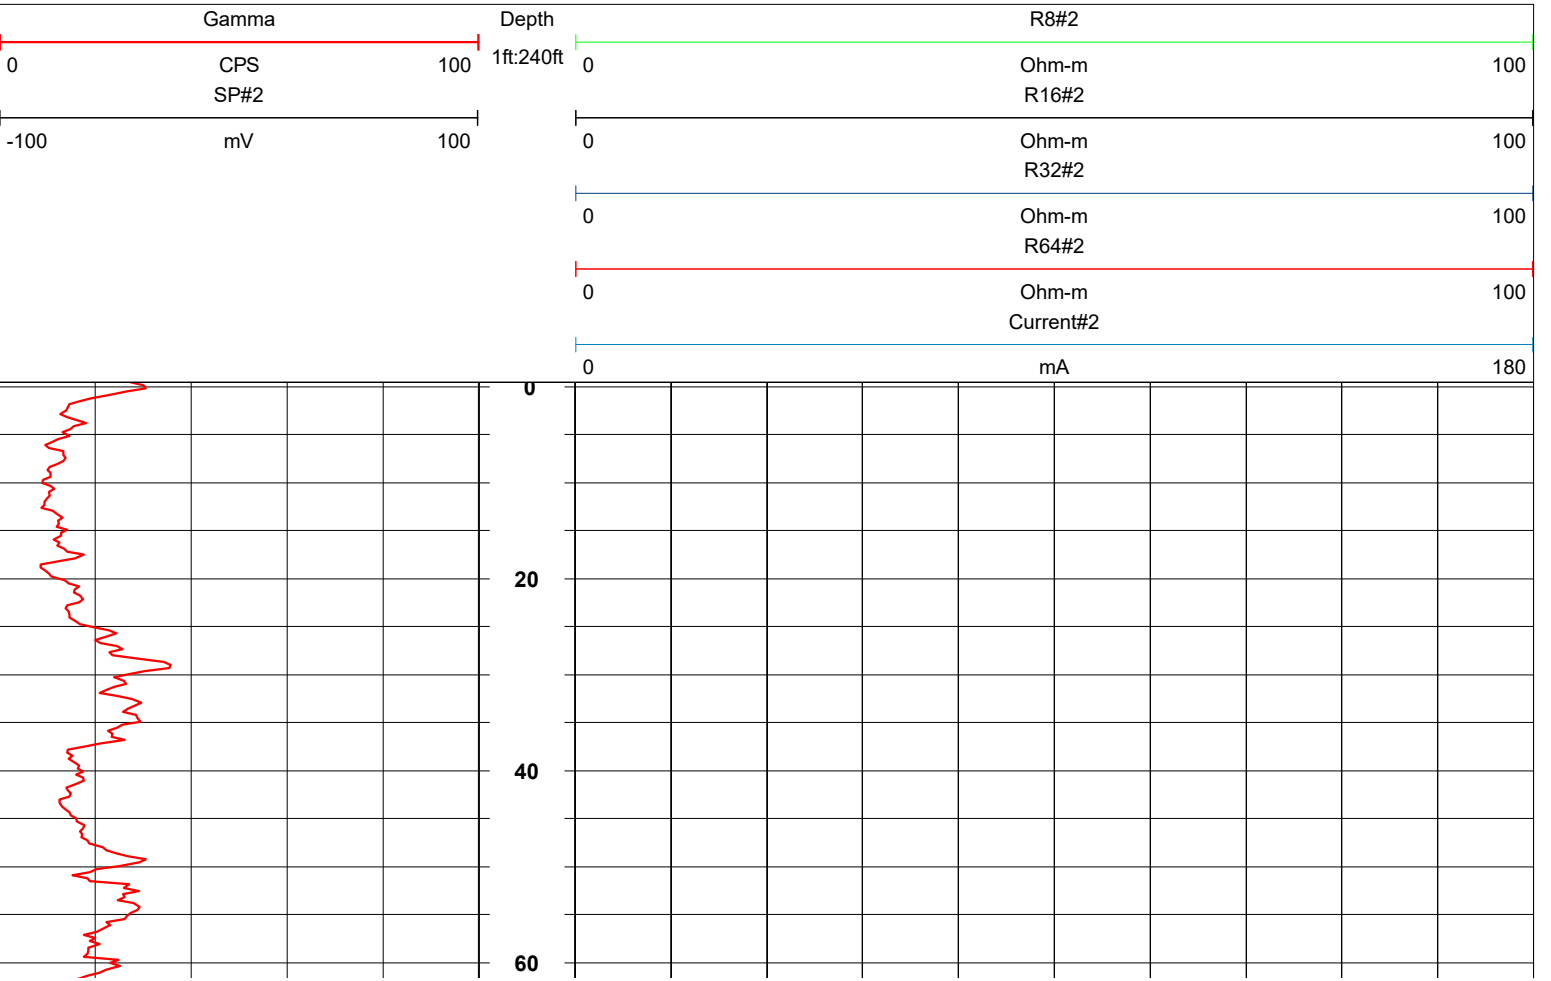 Gamma Depth R8#2
1ft:240ft
0 CPS 100 0 Ohm-m 100
SP#2 R16#2
-100 mV 100 0 Ohm-m 100
R32#2
0 Ohm-m 100
R64#2
0 Ohm-m 100
Current#2
0 mA 180
0
20
40
60